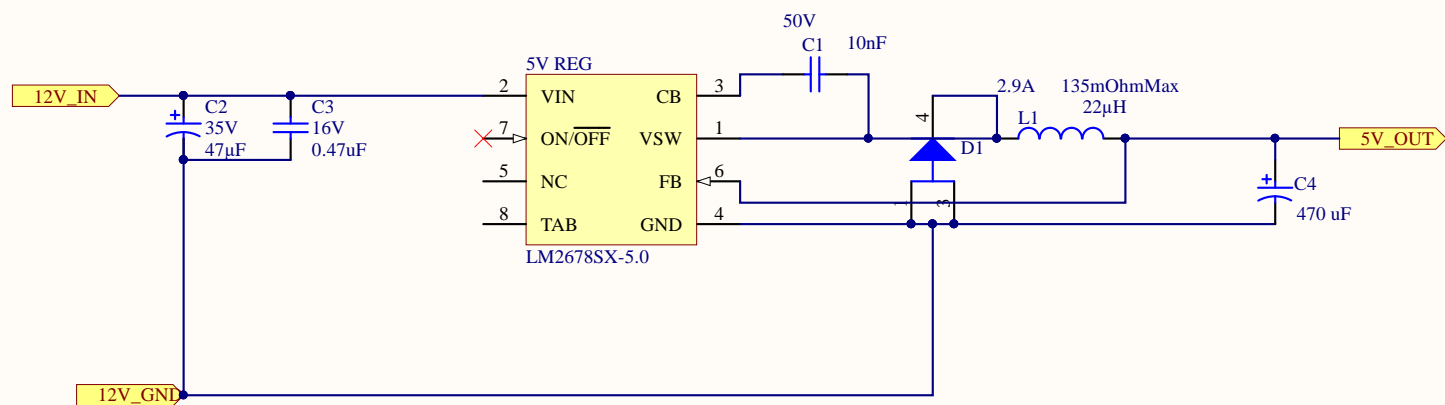 50V
C1
10nF
5V REG
12V_IN
C2
35V
47µF
C3
16V
0.47uF
2
VIN
CB
3
7
ON/OFF
VSW
1
5
NC
FB
6
8
TAB
GND
4
LM2678SX-5.0
4
2.9A
D1
1
3
L1
135mOhmMax
22µH
5V_OUT
C4
470 uF
12V_GND